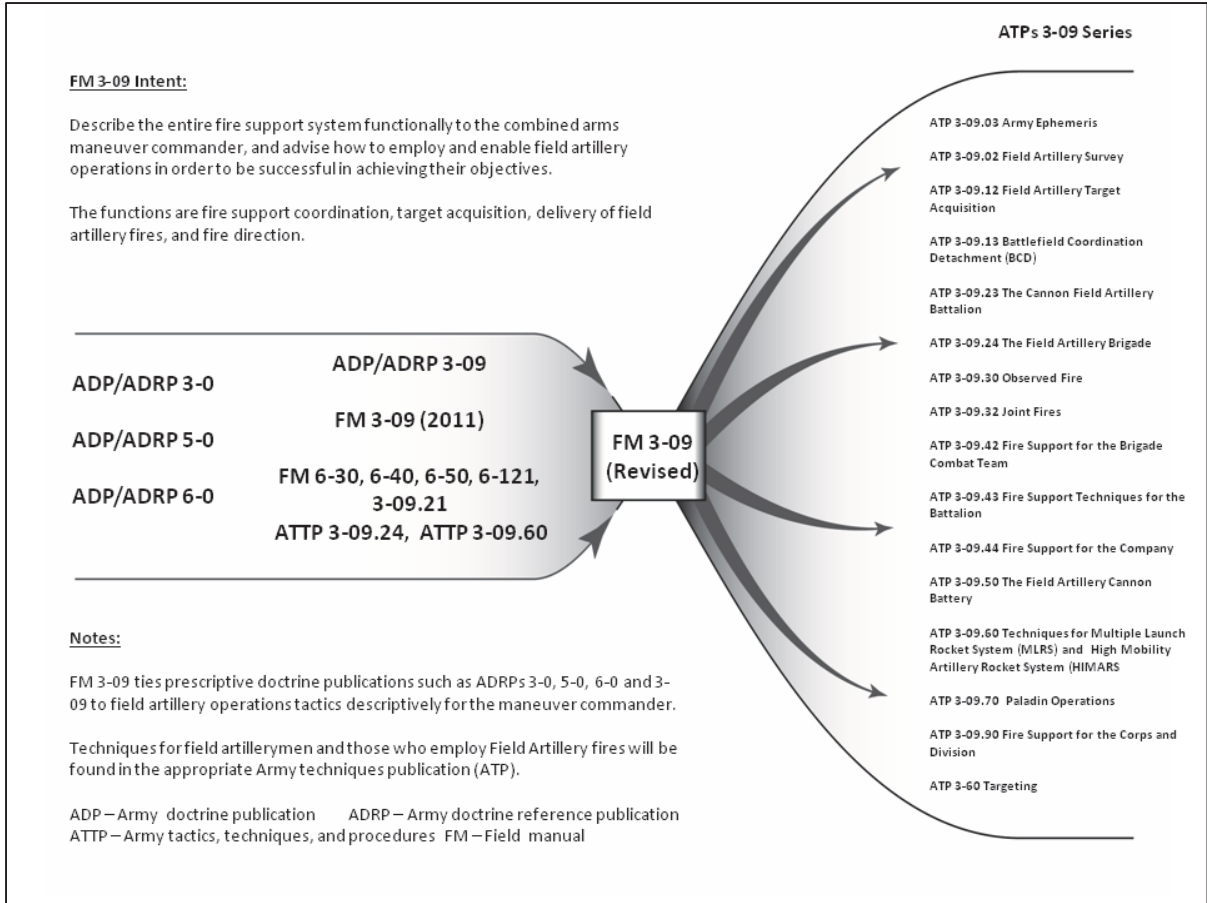 ATPs 3-09 Series
FM 3-09 Intent:
Describe the entire fire support system functionally to the combined arms
maneuver commander, and advise how to employ and enable field artillery
operations in order to be successful in achieving their objectives.
The functions are fire support coordination, target acquisition, delivery of field
artillery fires, and fire direction.
ADP/ADRP 3-0
ADP/ADRP 5-0
ADP/ADRP 6-0
ADP/ADRP 3-09
FM 3-09 (2011)
FM 6-30, 6-40, 6-50, 6-121,
3-09.21
ATTP 3-09.24, ATTP 3-09.60
FM 3-09
(Revised)
ATP 3-09.03 Army Ephemeris
ATP 3-09.02 Field Artillery Survey
ATP 3-09.12 Field Artillery Target
Acquisition
ATP 3-09.13 Battlefield Coordination
Detachment (BCD)
ATP 3-09.23 The Cannon Field Artillery
Battalion
ATP 3-09.24 The Field Artillery Brigade
ATP 3-09.30 Observed Fire
ATP 3-09.32 Joint Fires
ATP 3-09.42 Fire Support for the Brigade
Combat Team
ATP 3-09.43 Fire Support Techniques for the
Battalion
ATP 3-09.44 Fire Support for the Company
ATP 3-09.50 The Field Artillery Cannon
Battery
ATP 3-09.60 Techniques for Multiple Launch
Rocket System (MLRS) and High Mobility
Artillery Rocket System (HIMARS
ATP 3-09.70 Paladin Operations
ATP 3-09.90 Fire Support for the Corps and
Division
ATP 3-60 Targeting
Notes:
FM 3-09 ties prescriptive doctrine publications such as ADRPs 3-0, 5-0, 6-0 and 3-
09 to field artillery operations tactics descriptively for the maneuver commander.
Techniques for field artillerymen and those who employ Field Artillery fires will be
found in the appropriate Army techniques publication (ATP).
ADP – Army doctrine publication ADRP – Army doctrine reference publication
ATTP – Army tactics, techniques, and procedures FM – Field manual